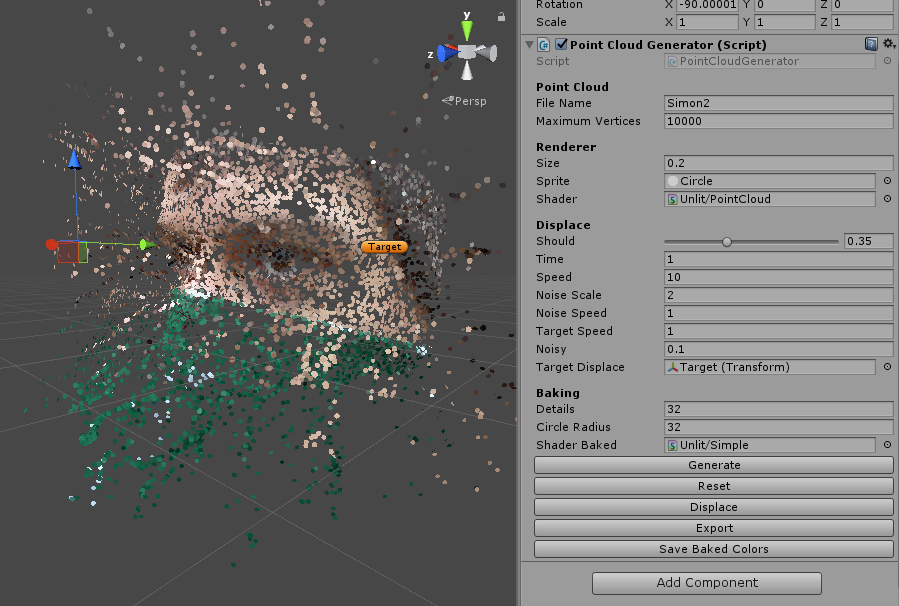 y
z
Persp
Target
Rotation X -90.00001 Y 0 Z 0
Scale X 1 Y 1 Z 1
Point Cloud Generator (Script)
Script PointCloudGenerator
Point Cloud
File Name Simon2
Maximum Vertices 10000
Renderer
Size 0.2
Sprite Circle
Shader Unlit/PointCloud
Displace
Should 0.35
Time 1
Speed 10
Noise Scale 2
Noise Speed 1
Target Speed 1
Noisy 0.1
Target Displace Target (Transform)
Baking
Details 32
Circle Radius 32
Shader Baked Unlit/Simple
Generate
Reset
Displace
Export
Save Baked Colors
Add Component